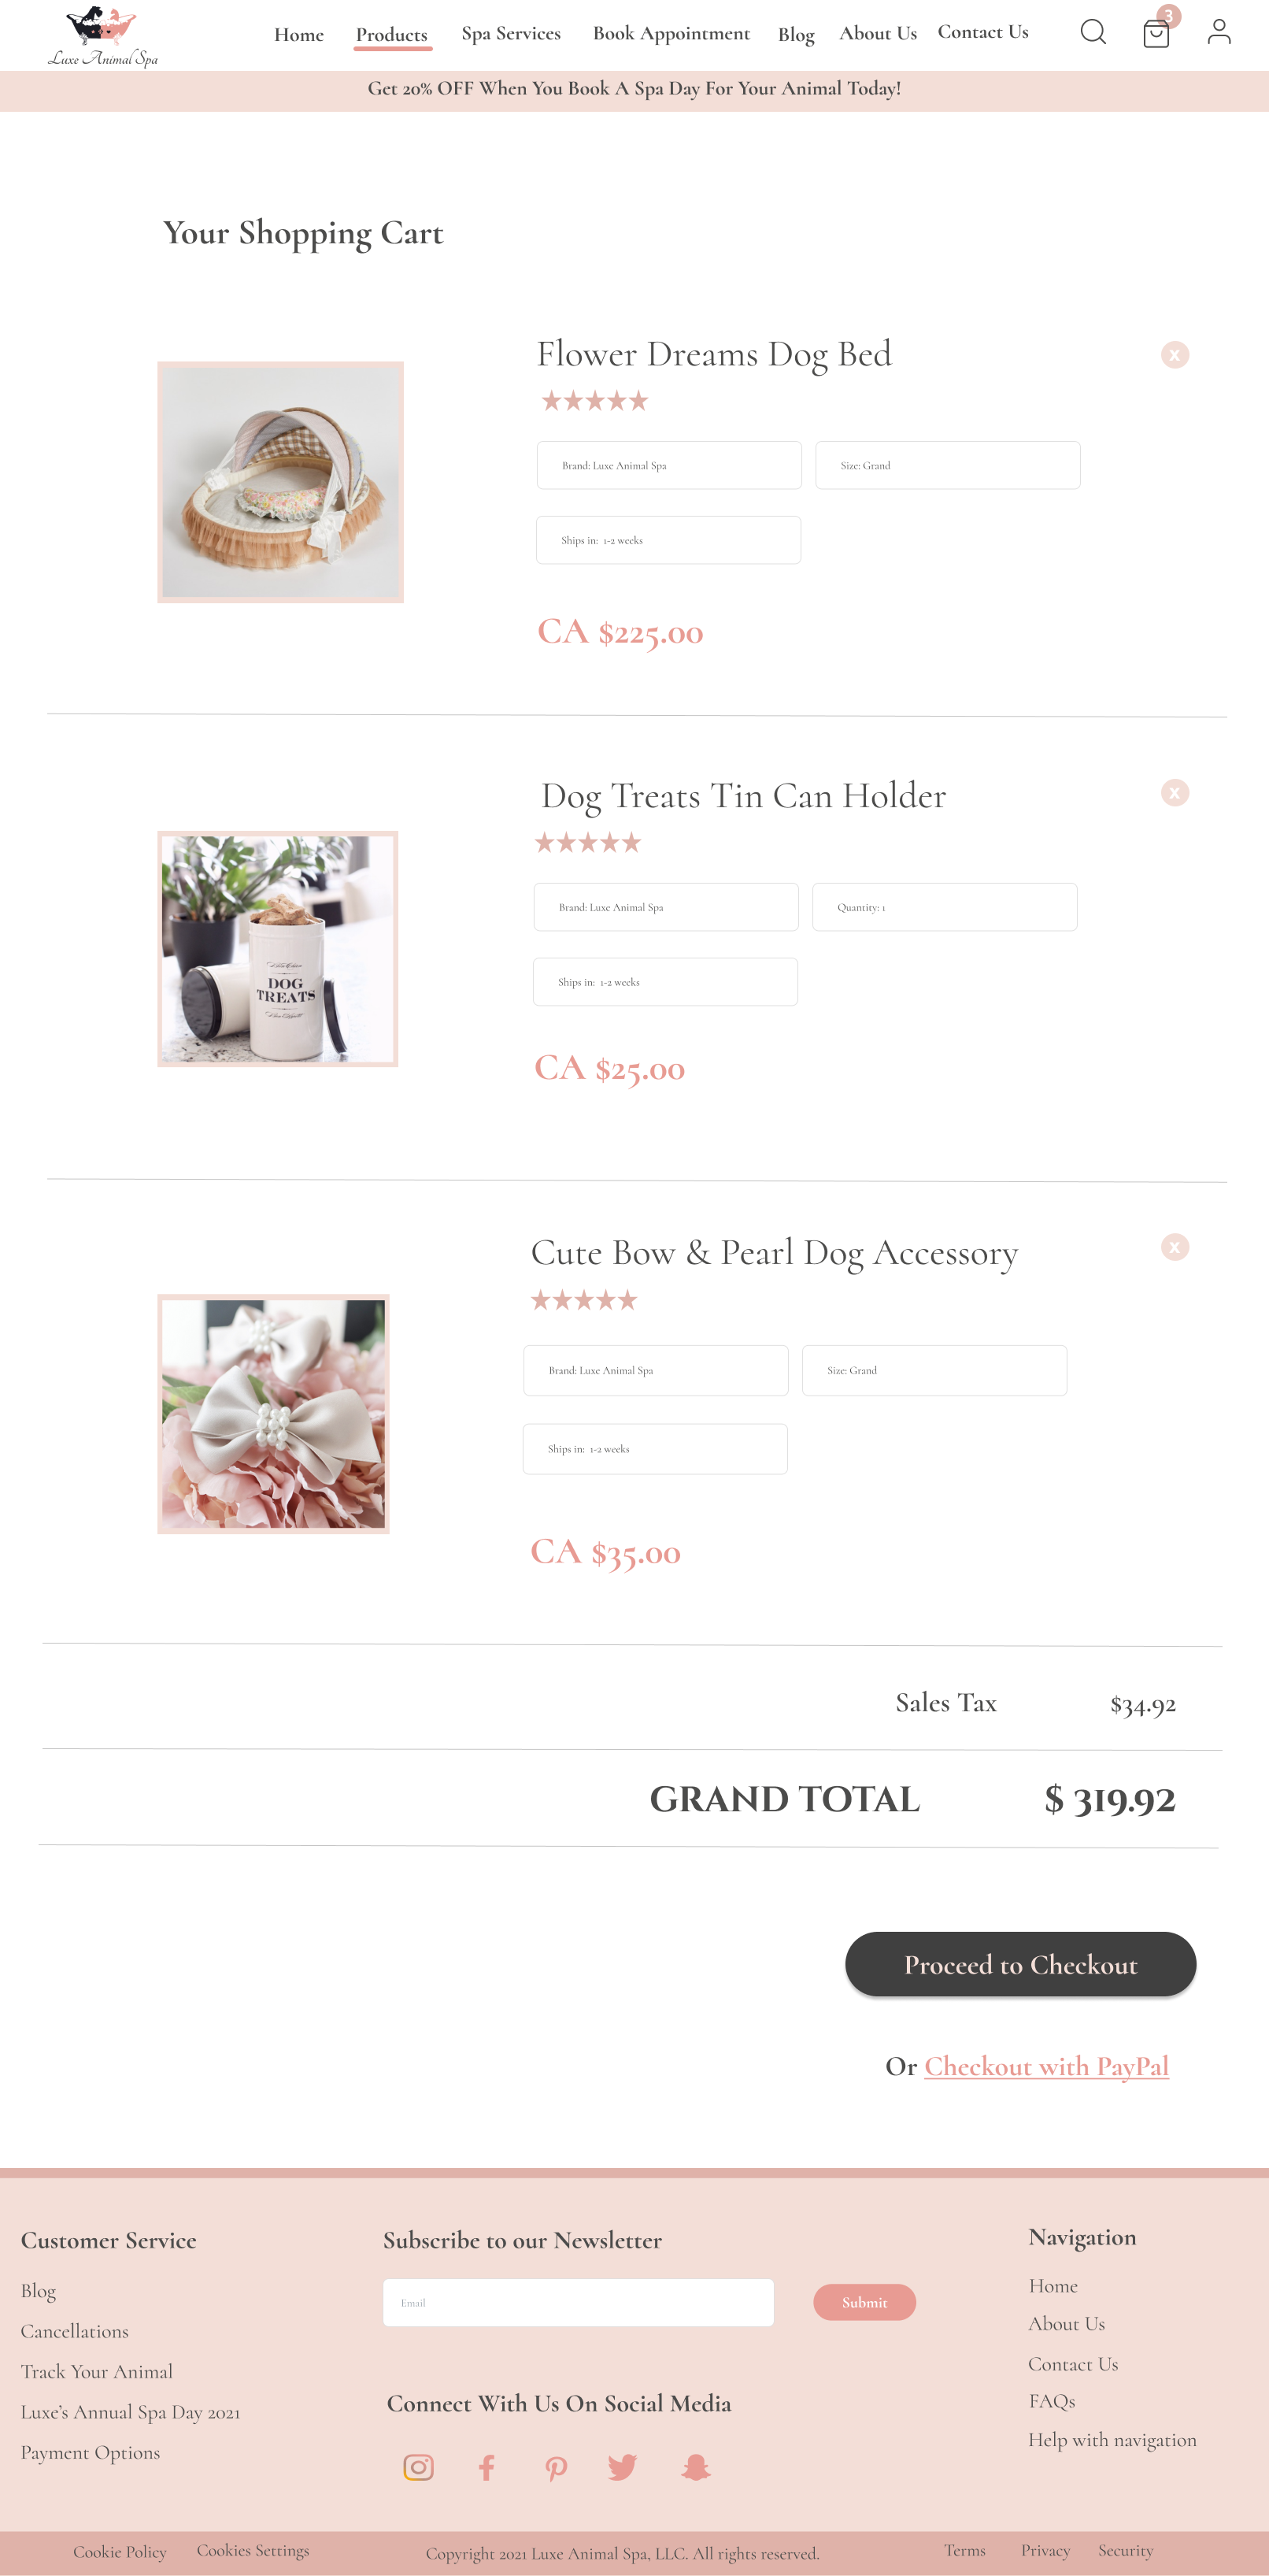 Luxe Animal Spa
Home Products Spa Services Book Appointment Blog About Us Contact Us 3
Get 20% OFF When You Book A Spa Day For Your Animal Today!
Your Shopping Cart
Flower Dreams Dog Bed
X
Brand: Luxe Animal Spa
Size: Grand
Ships in: 1-2 weeks
CA $225.00
Dog Treats Tin Can Holder
X
Brand: Luxe Animal Spa
Quantity: 1
Ships in: 1-2 weeks
DOG
TREATS
CA $25.00
Cute Bow & Pearl Dog Accessory
X
Brand: Luxe Animal Spa
Size: Grand
Ships in: 1-2 weeks
CA $35.00
Sales Tax $34.92
GRAND TOTAL $ 319.92
Proceed to Checkout
Or Checkout with PayPal
Customer Service
Blog
Cancellations
Track Your Animal
Luxe's Annual Spa Day 2021
Payment Options
Subscribe to our Newsletter
Email
Submit
Connect With Us On Social Media
Navigation
Home
About Us
Contact Us
FAQs
Help with navigation
Cookie Policy Cookies Settings Copyright 2021 Luxe Animal Spa, LLC. All rights reserved. Terms Privacy Security